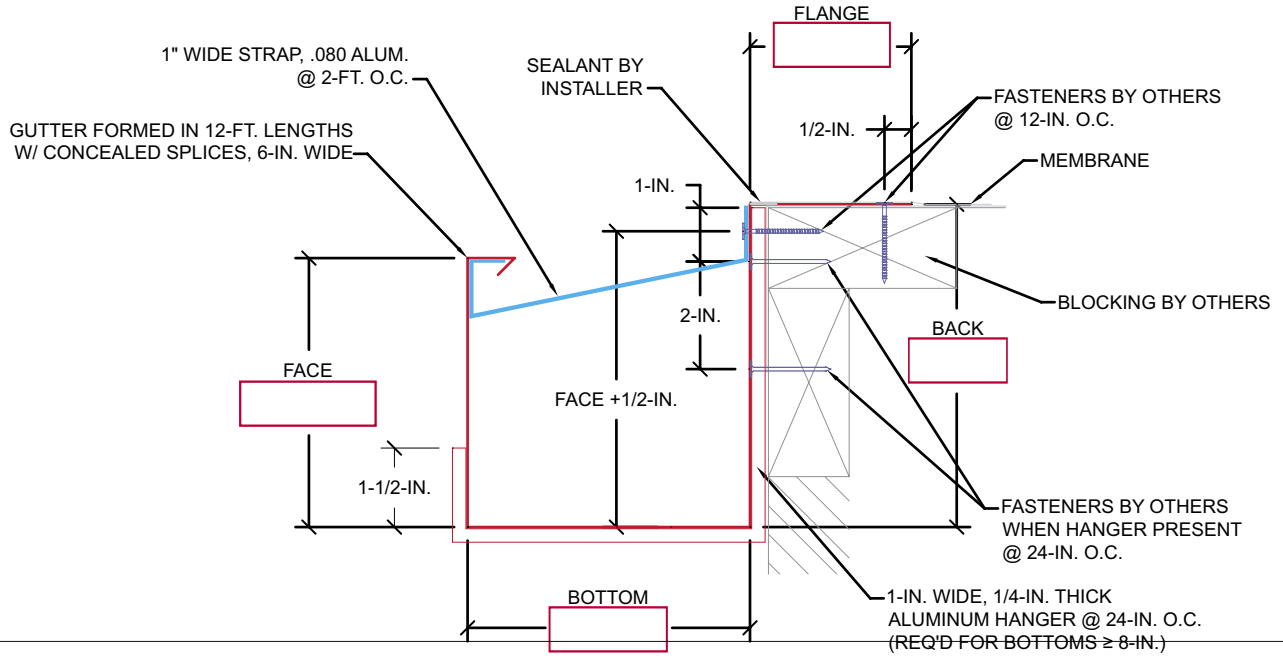 FLANGE
1" WIDE STRAP, .080 ALUM.
@ 2-FT. O.C.
SEALANT BY
INSTALLER
FASTENERS BY OTHERS
@ 12-IN. O.C.
1/2-IN.
GUTTER FORMED IN 12-FT. LENGTHS
W/ CONCEALED SPLICES, 6-IN. WIDE
MEMBRANE
1-IN.
BLOCKING BY OTHERS
2-IN.
BACK
FACE
FACE +1/2-IN.
1-1/2-IN.
FASTENERS BY OTHERS
WHEN HANGER PRESENT
@ 24-IN. O.C.
BOTTOM
1-IN. WIDE, 1/4-IN. THICK
ALUMINUM HANGER @ 24-IN. O.C.
(REQ'D FOR BOTTOMS ≥ 8-IN.)